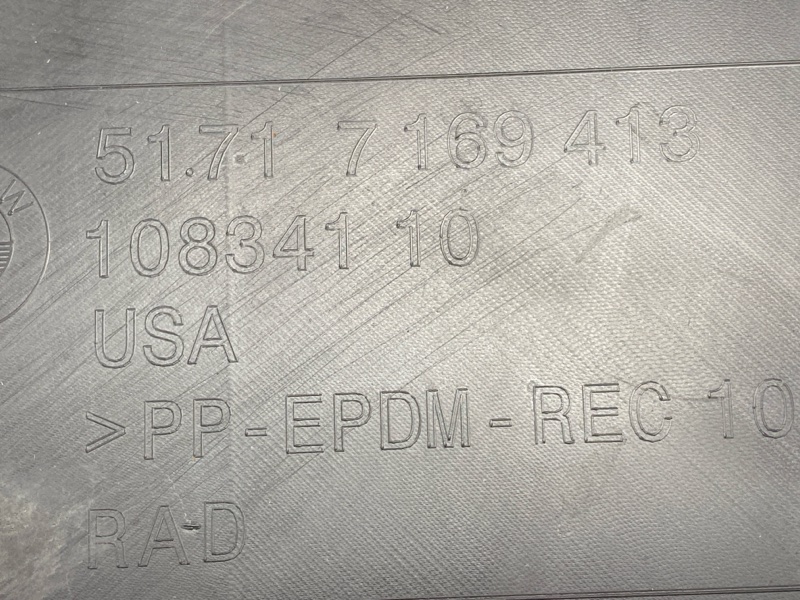 51.71 7 169 413
108341 10
USA
>PP-EPDM-REC 10
RAD